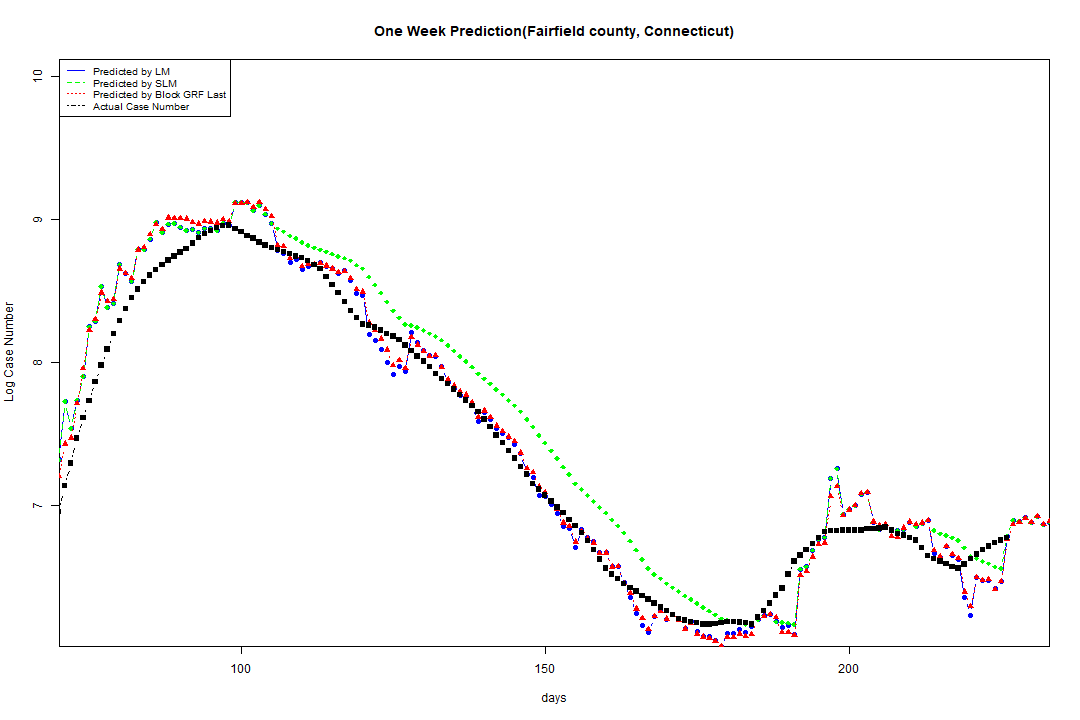 One Week Prediction(Fairfield county, Connecticut)
Predicted by LM
Predicted by SLM
Predicted by Block GRF Last
Actual Case Number
10
9
8
7
Log Case Number
100
150
200
days